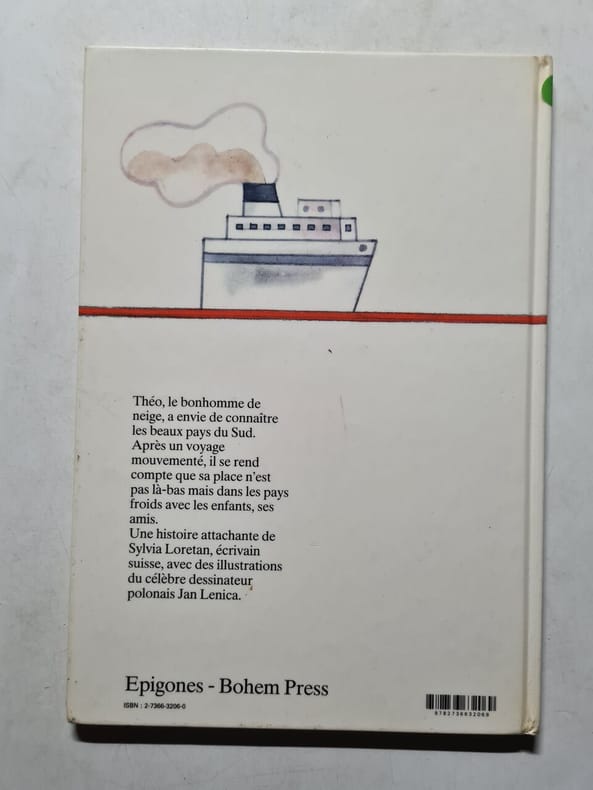 Théo, le bonhomme de
neige, a envie de connaître
les beaux pays du Sud.
Après un voyage
mouvementé, il se rend
compte que sa place n'est
pas là-bas mais dans les pays
froids avec les enfants, ses
amis.
Une histoire attachante de
Sylvia Loretan, écrivain
suisse, avec des illustrations
du célèbre dessinateur
polonais Jan Lenica.
Epigones - Bohem Press
ISBN : 2-7366-3206-0
9782736632069